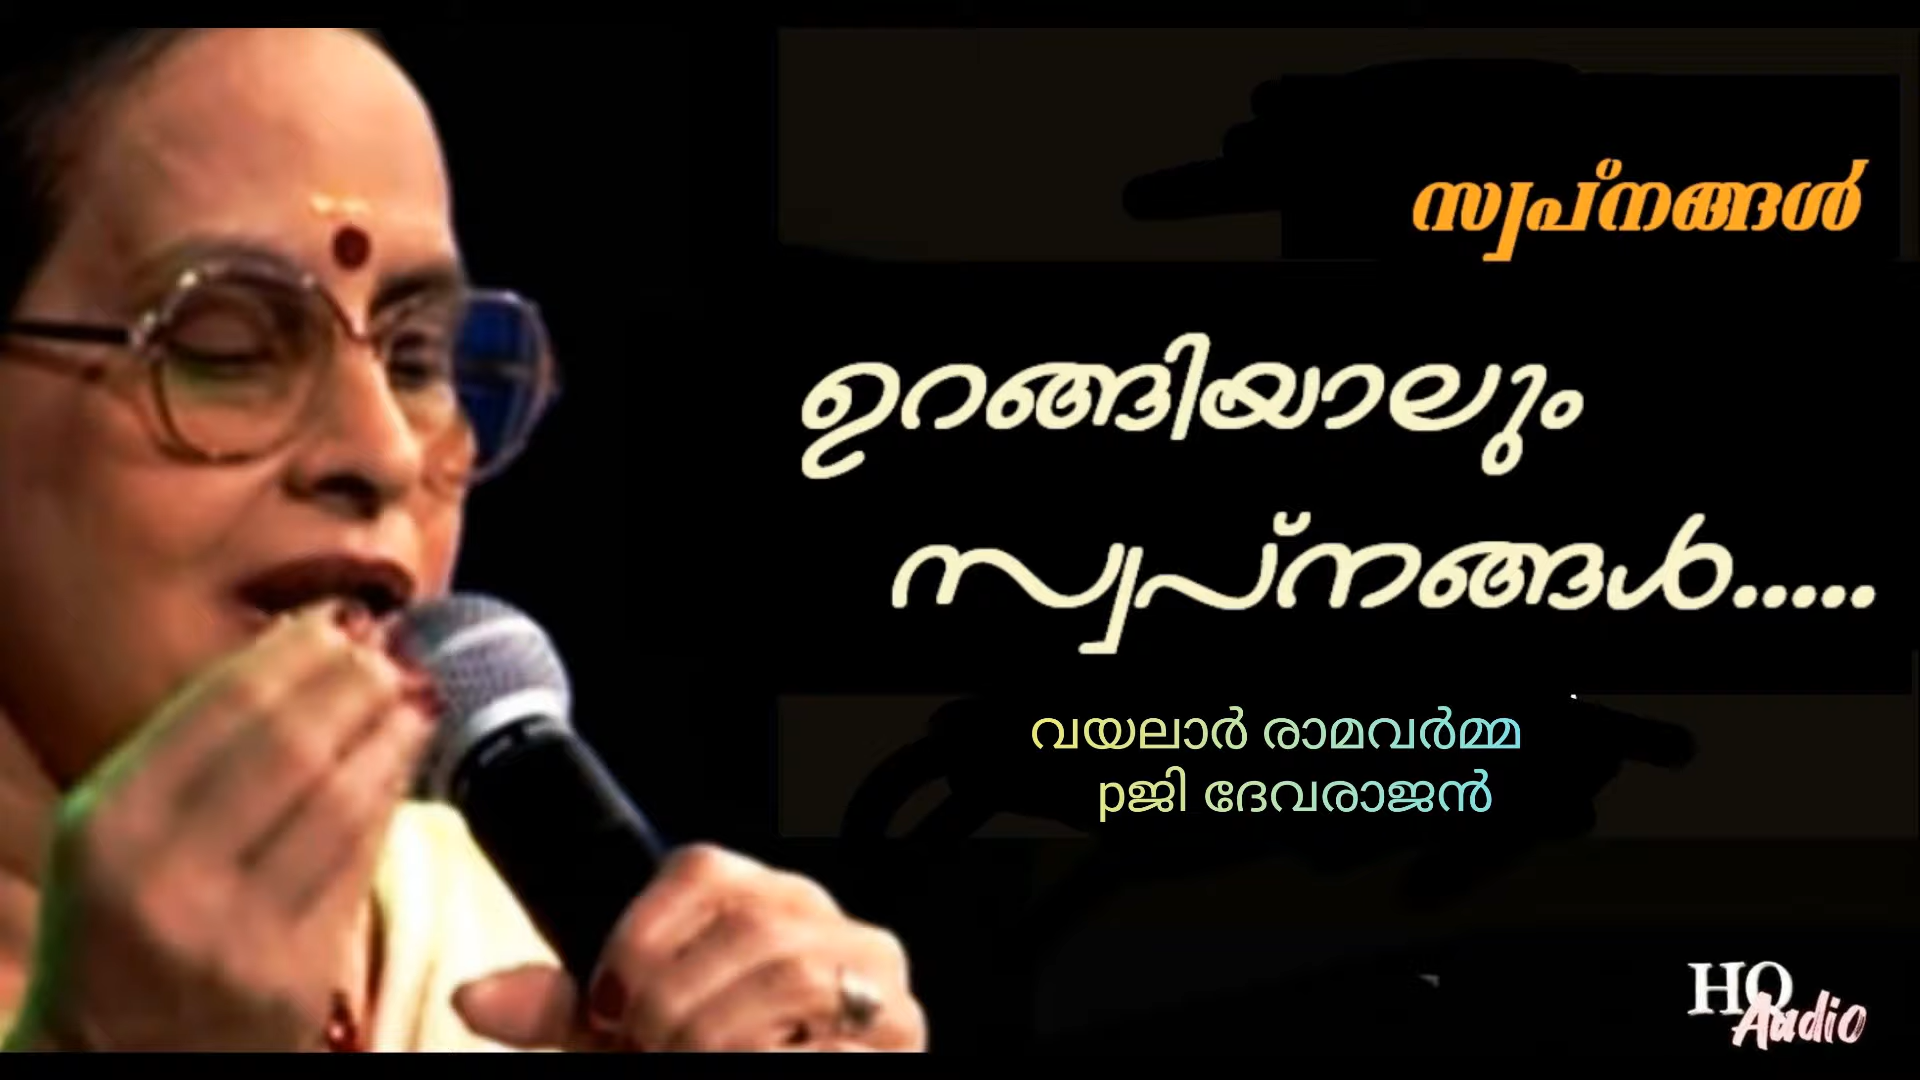 സ്വപ്നങ്ങൾ
ഉറങ്ങിയാലും
സ്വപ്നങ്ങൾ.....
വയലാർ രാമവർമ്മ
pജി ദേവരാജൻ
HQ
Audio